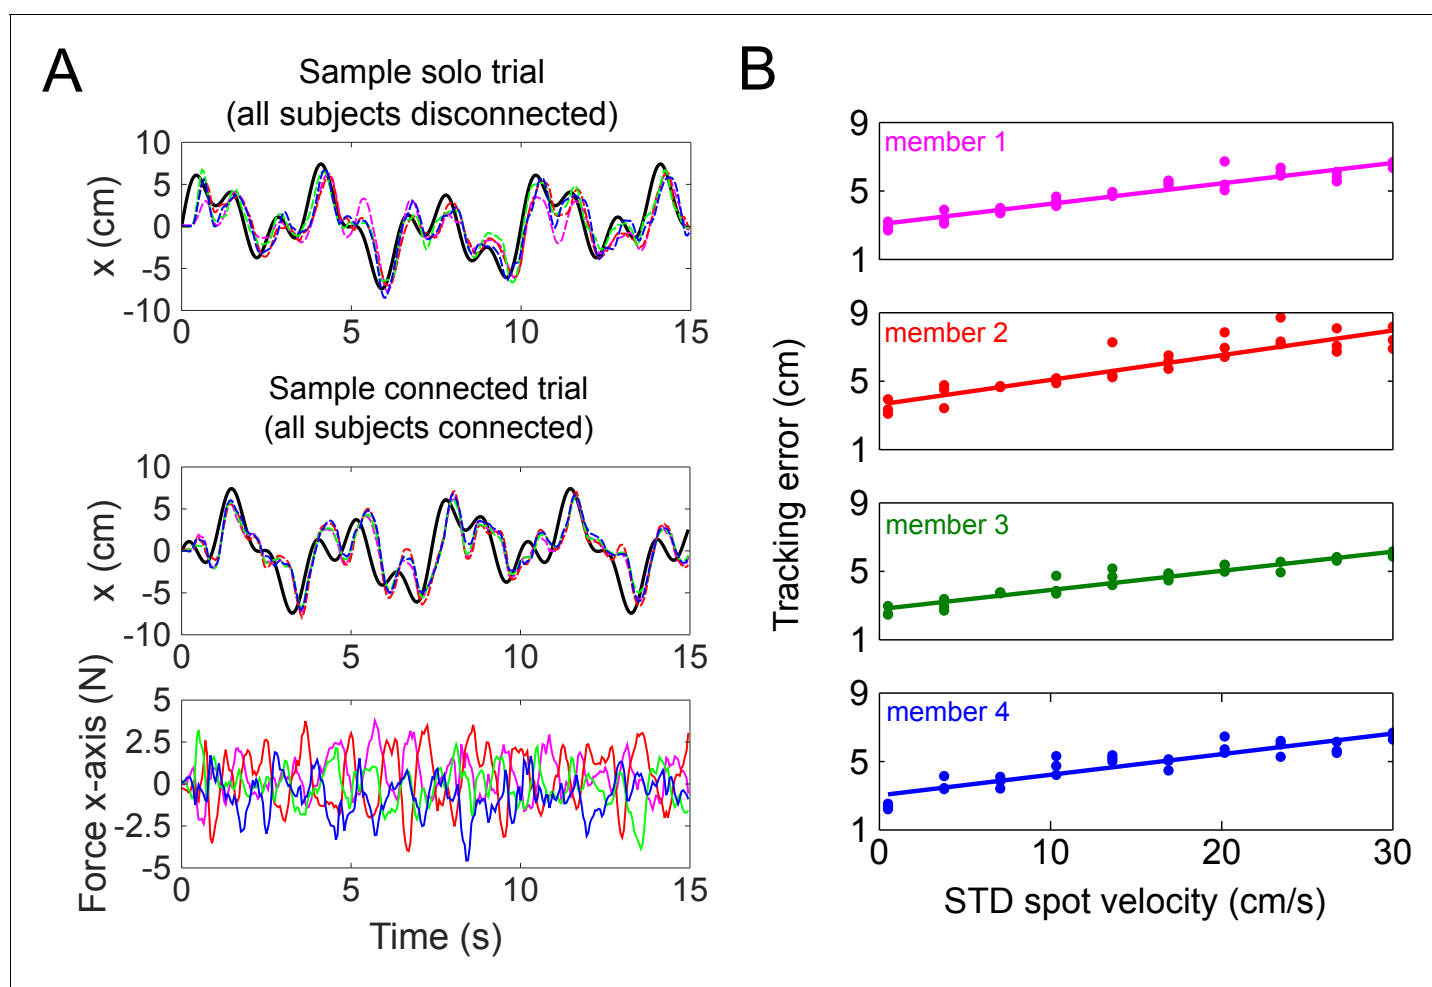 A
Sample solo trial
(all subjects disconnected)
x (cm)
10
5
0
-5
-10
0 5 10 15
Sample connected trial
(all subjects connected)
x (cm)
10
5
0
-5
-10
0 5 10 15
Force x-axis (N)
5
2.5
0
-2.5
-5
0 5 10 15
Time (s)
B
Tracking error (cm)
member 1
9
5
1
member 2
9
5
1
member 3
9
5
1
member 4
9
5
1
0 10 20 30
STD spot velocity (cm/s)